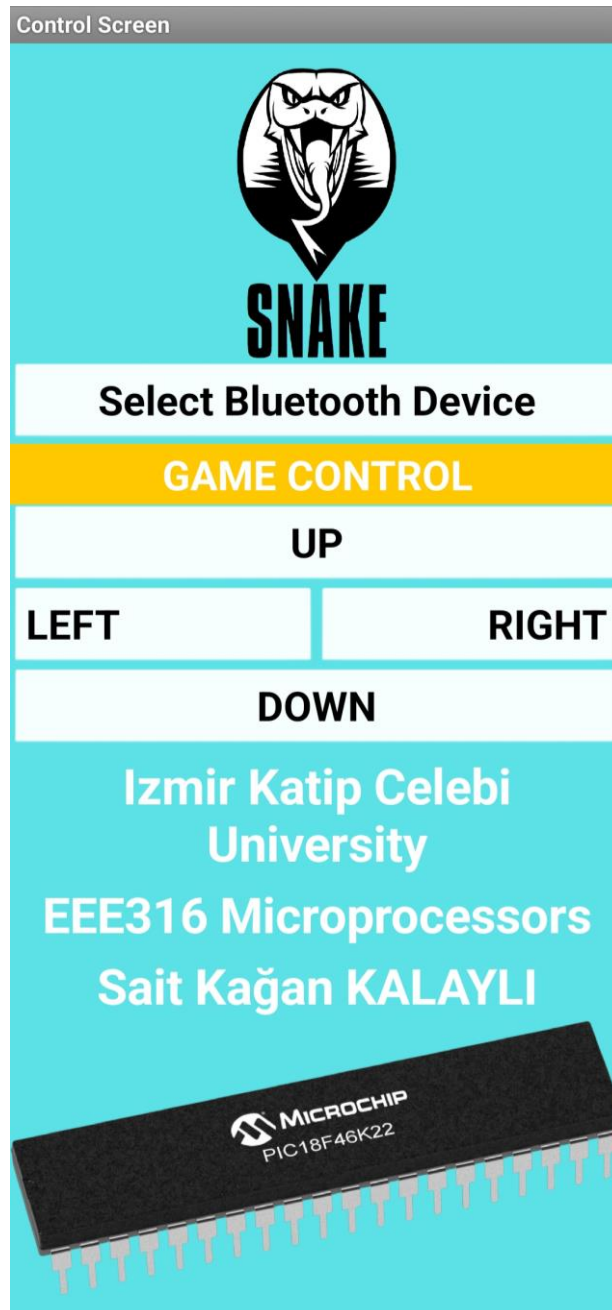 Control Screen
SNAKE
Select Bluetooth Device
GAME CONTROL
UP
LEFT
RIGHT
DOWN
Izmir Katip Celebi
University
EEE316 Microprocessors
Sait Kağan KALAYLI
MICROCHIP
PIC18F46K22